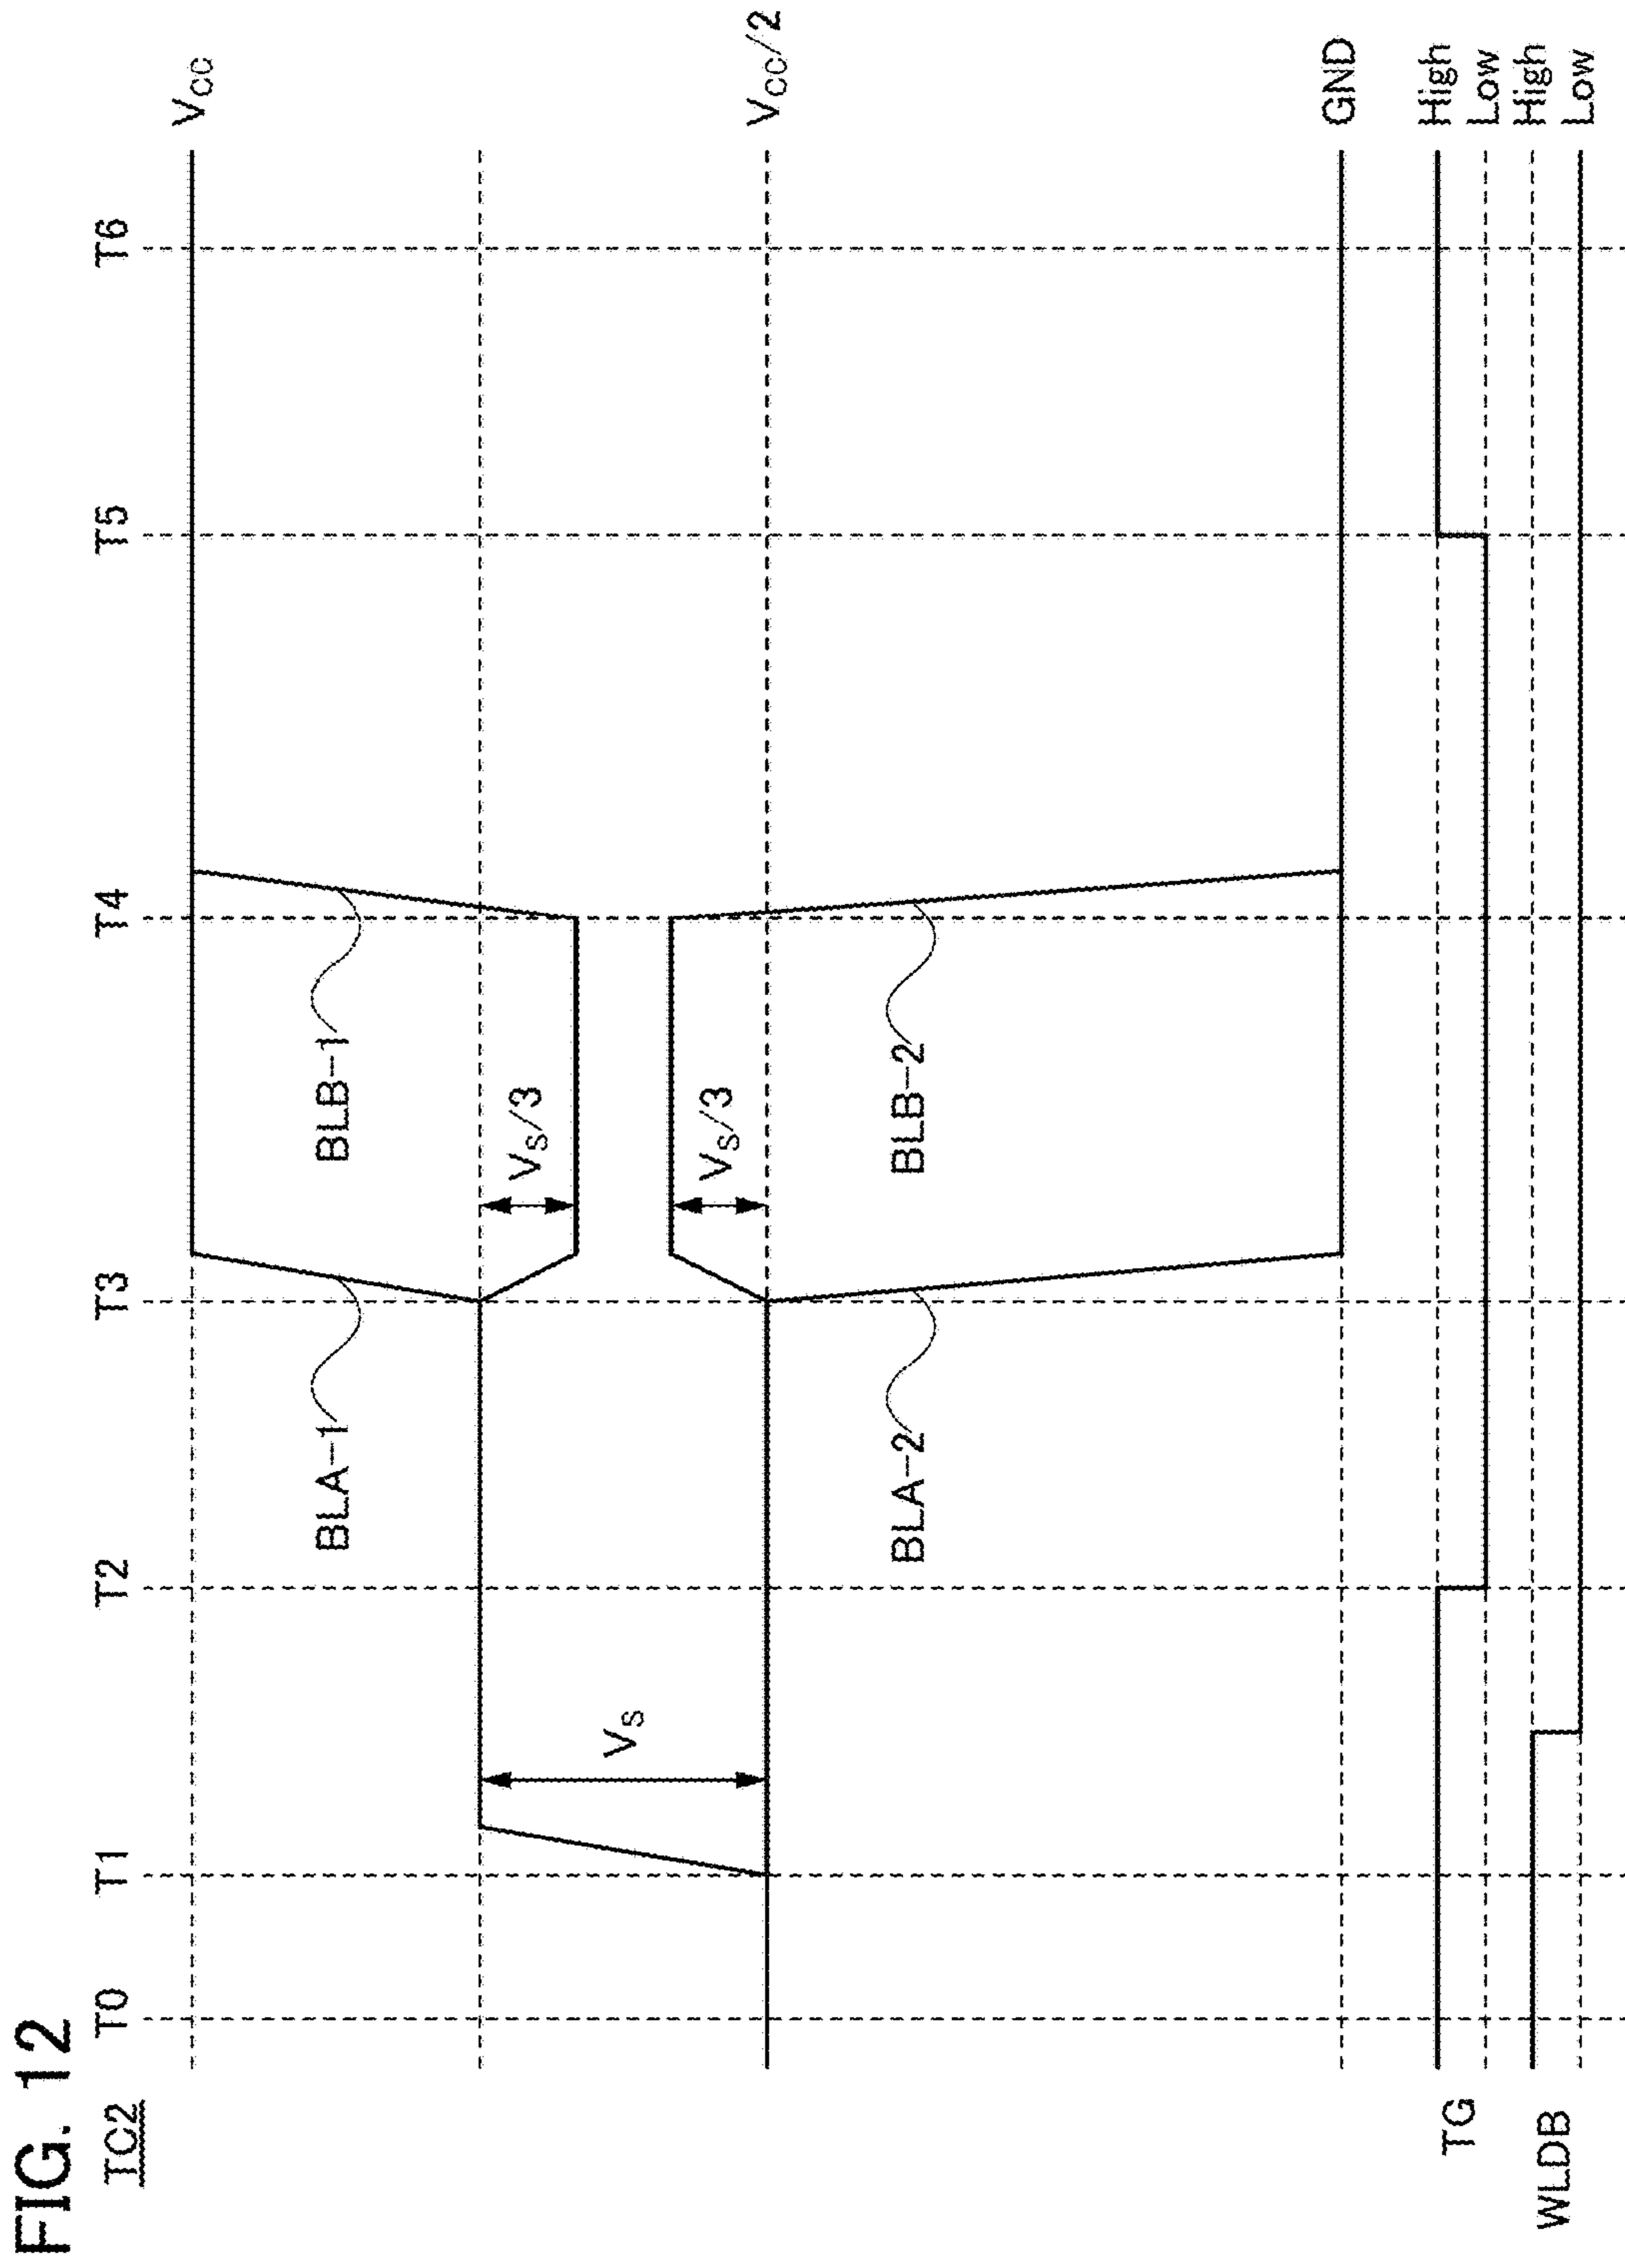 FIG. 12
TC2
T0 T1 T2 T3 T4 T5 T6
VCC
BLA-1
BLB-1
VS
VS/3
VS/3
VCC/2
BLA-2
BLB-2
GND
TG
High
Low
WLDB
High
Low